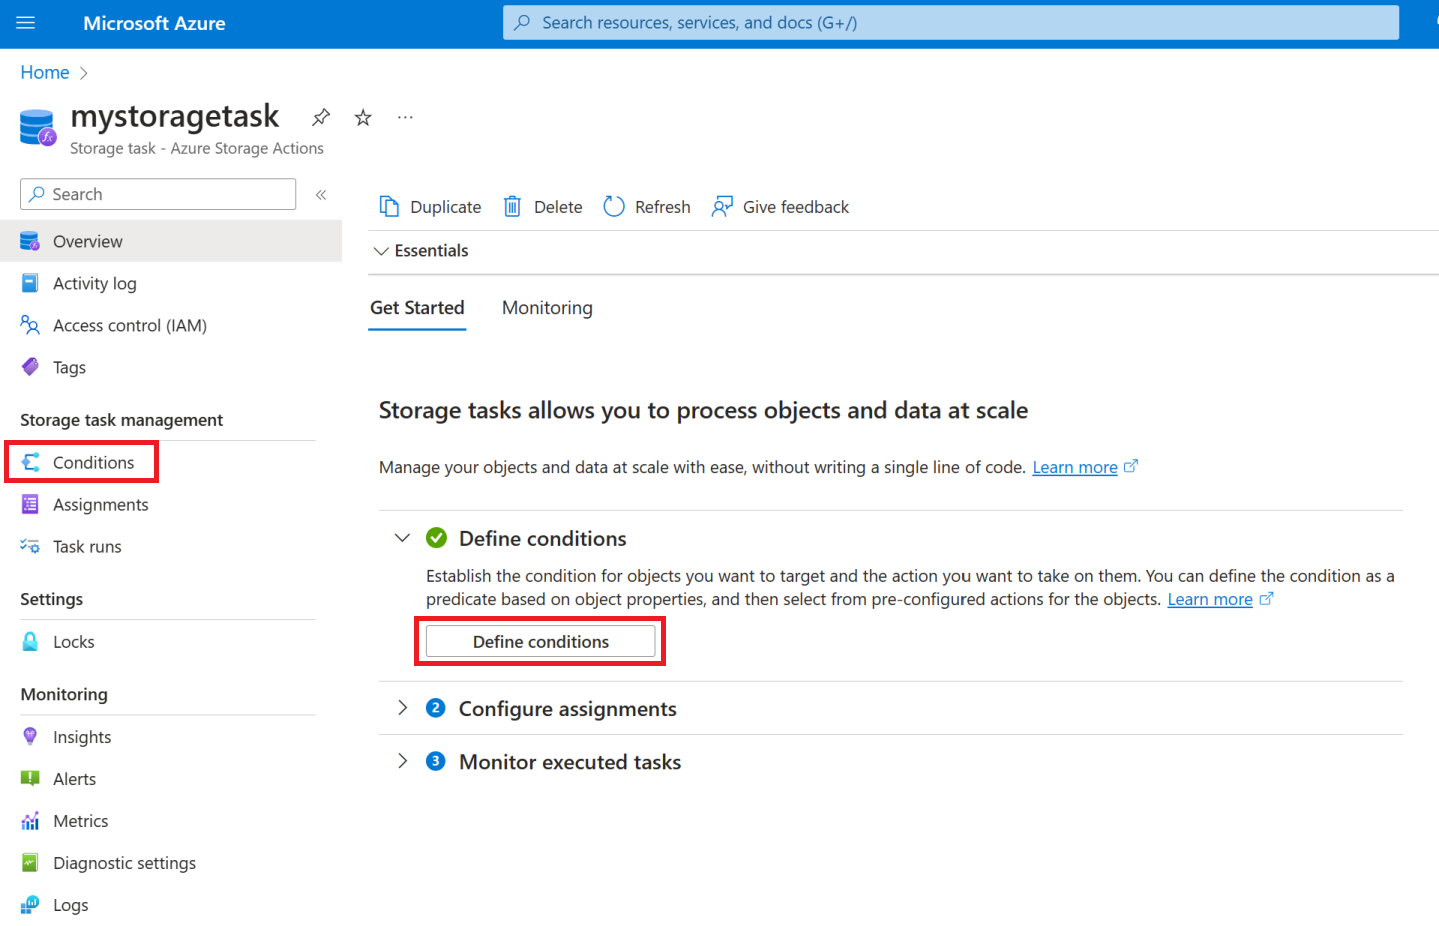 Microsoft Azure
Search resources, services, and docs (G+/)
Home
mystoragetask
Storage task - Azure Storage Actions
Search
Overview
Activity log
Access control (IAM)
Tags
Storage task management
Conditions
Assignments
Task runs
Settings
Locks
Monitoring
Insights
Alerts
Metrics
Diagnostic settings
Logs
Duplicate Delete Refresh Give feedback
Essentials
Get Started Monitoring
Storage tasks allows you to process objects and data at scale
Manage your objects and data at scale with ease, without writing a single line of code. Learn more
Define conditions
Establish the condition for objects you want to target and the action you want to take on them. You can define the condition as a
predicate based on object properties, and then select from pre-configured actions for the objects. Learn more
Define conditions
2 Configure assignments
3 Monitor executed tasks